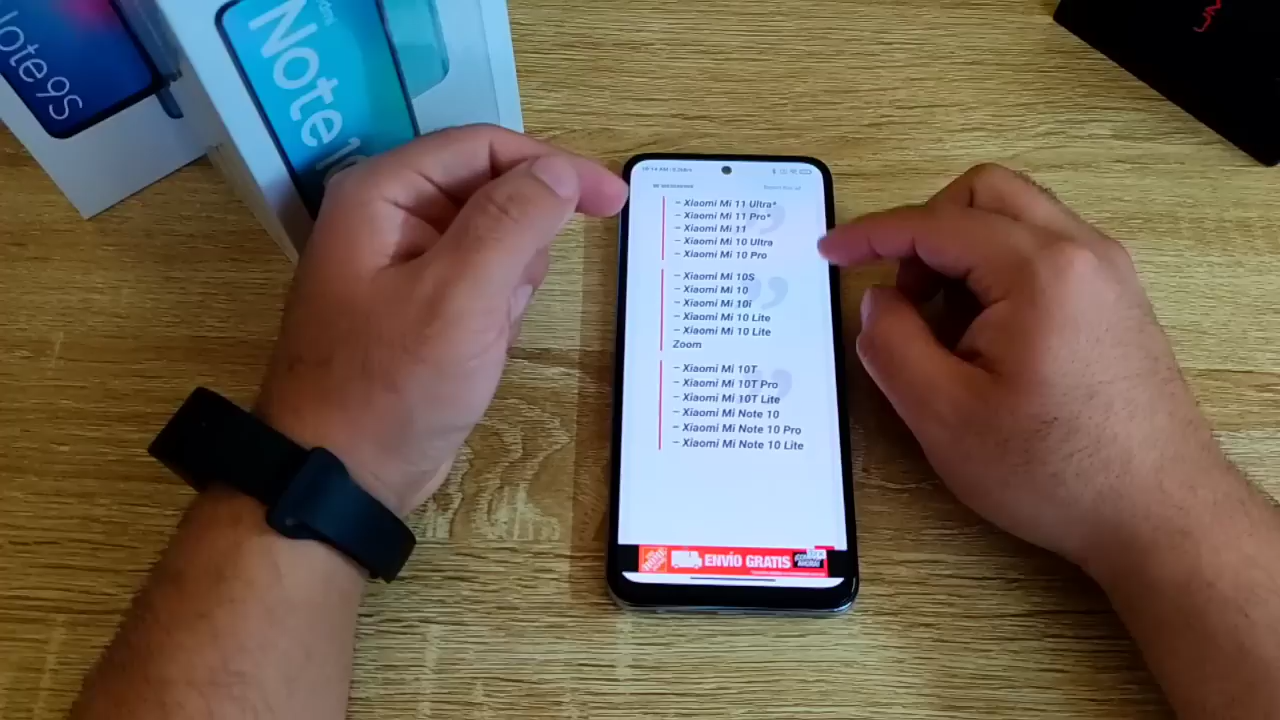 Note 9S
Redmi
Note 10
– Xiaomi Mi 11 Ultra*
– Xiaomi Mi 11 Pro*
– Xiaomi Mi 11
– Xiaomi Mi 10 Ultra
– Xiaomi Mi 10 Pro
– Xiaomi Mi 10S
– Xiaomi Mi 10
– Xiaomi Mi 10i
– Xiaomi Mi 10 Lite
– Xiaomi Mi 10 Lite
Zoom
– Xiaomi Mi 10T
– Xiaomi Mi 10T Pro
– Xiaomi Mi 10T Lite
– Xiaomi Mi Note 10
– Xiaomi Mi Note 10 Pro
– Xiaomi Mi Note 10 Lite
ENVÍO GRATIS